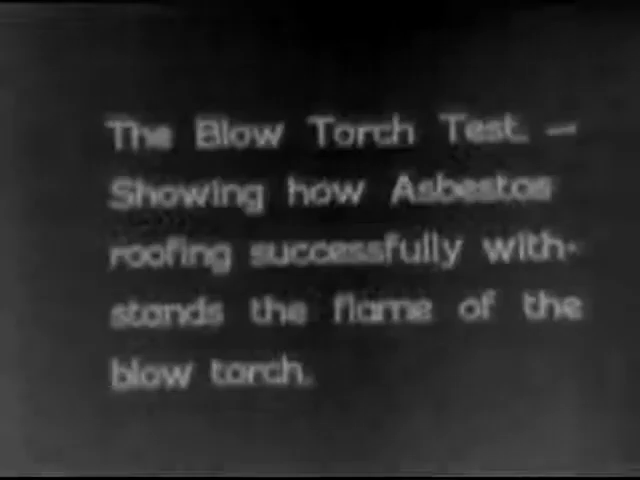 The Blow Torch Test. —
Showing how Asbestos
roofing successfully with-
stands the flame of the
blow torch.